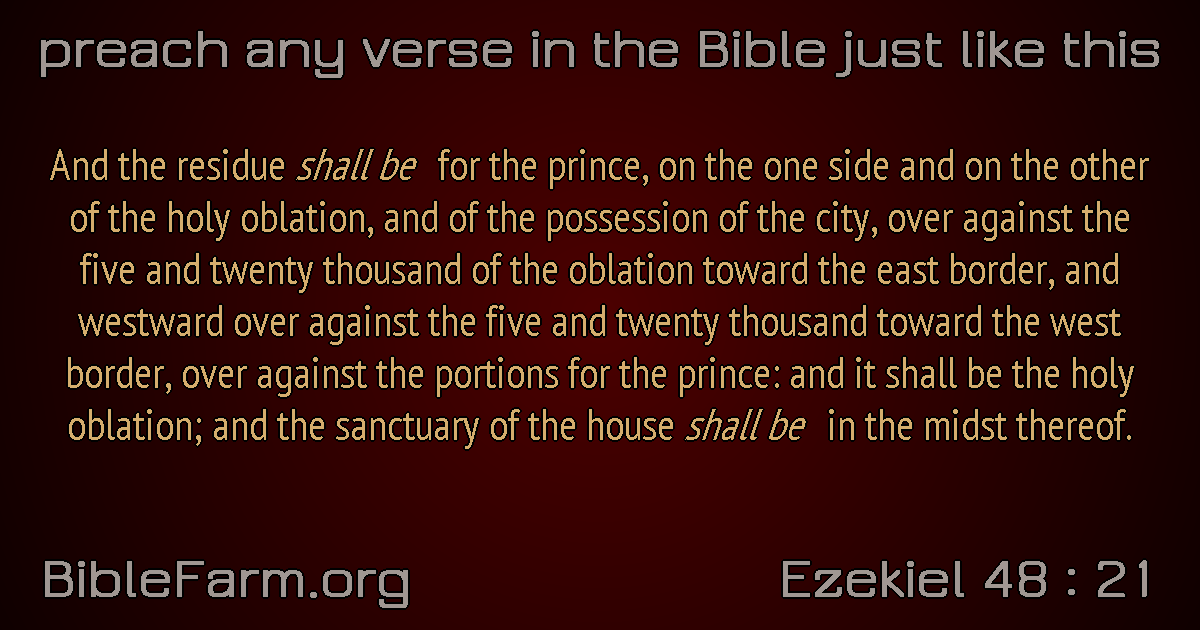 preach any verse in the Bible just like this
And the residue shall be for the prince, on the one side and on the other
of the holy oblation, and of the possession of the city, over against the
five and twenty thousand of the oblation toward the east border, and
westward over against the five and twenty thousand toward the west
border, over against the portions for the prince: and it shall be the holy
oblation; and the sanctuary of the house shall be in the midst thereof.
BibleFarm.org
Ezekiel 48 : 21